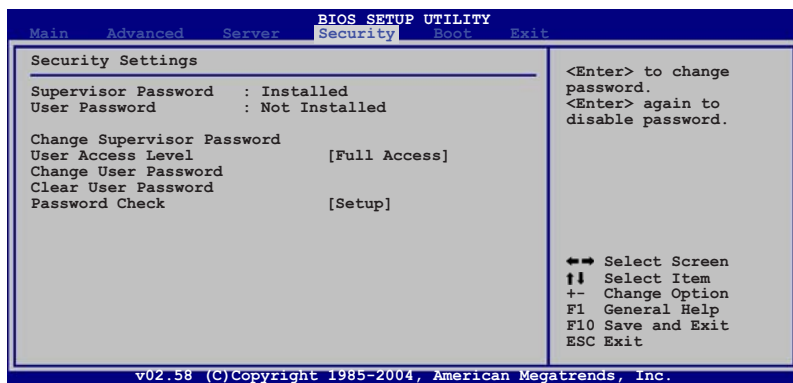 BIOS SETUP UTILITY
Main Advanced Server Security Boot Exit
Security Settings
Supervisor Password : Installed
User Password : Not Installed
Change Supervisor Password
User Access Level [Full Access]
Change User Password
Clear User Password
Password Check [Setup]
<Enter> to change
password.
<Enter> again to
disable password.
←→ Select Screen
↑↓ Select Item
+- Change Option
F1 General Help
F10 Save and Exit
ESC Exit
v02.58 (C)Copyright 1985-2004, American Megatrends, Inc.